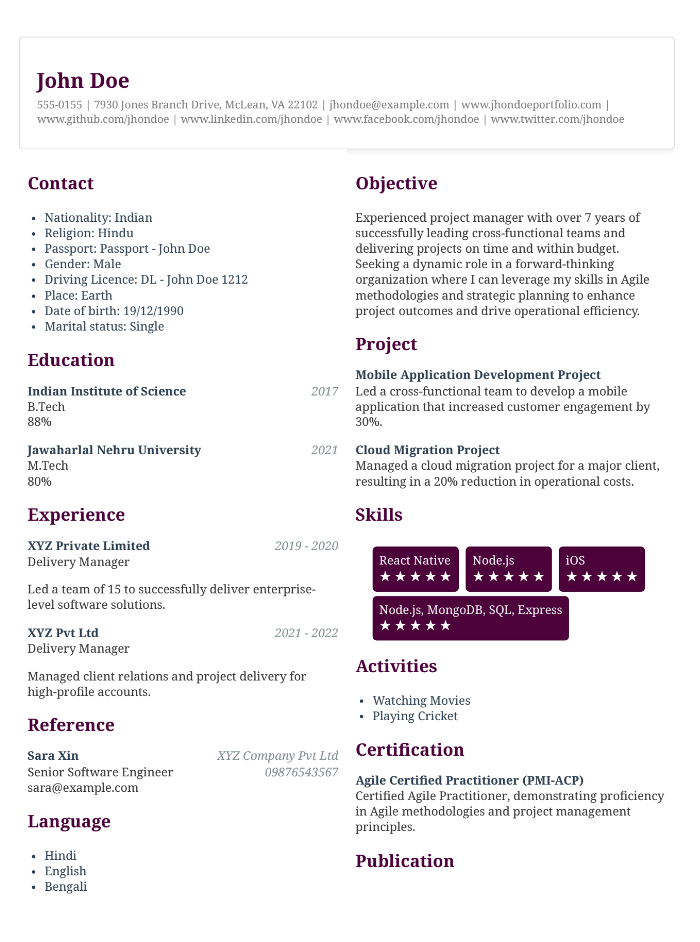 John Doe
555-0155 | 7930 Jones Branch Drive, McLean, VA 22102 | jhondoe@example.com | www.jhondoeportfolio.com |
www.github.com/jhondoe | www.linkedin.com/jhondoe | www.facebook.com/jhondoe | www.twitter.com/jhondoe
Contact
• Nationality: Indian
• Religion: Hindu
• Passport: Passport - John Doe
• Gender: Male
• Driving Licence: DL - John Doe 1212
• Place: Earth
• Date of birth: 19/12/1990
• Marital status: Single
Education
Indian Institute of Science 2017
B.Tech
88%
Jawaharlal Nehru University 2021
M.Tech
80%
Experience
XYZ Private Limited 2019 - 2020
Delivery Manager
Led a team of 15 to successfully deliver enterprise-
level software solutions.
XYZ Pvt Ltd 2021 - 2022
Delivery Manager
Managed client relations and project delivery for
high-profile accounts.
Reference
Sara Xin XYZ Company Pvt Ltd
Senior Software Engineer 09876543567
sara@example.com
Language
• Hindi
• English
• Bengali
Objective
Experienced project manager with over 7 years of
successfully leading cross-functional teams and
delivering projects on time and within budget.
Seeking a dynamic role in a forward-thinking
organization where I can leverage my skills in Agile
methodologies and strategic planning to enhance
project outcomes and drive operational efficiency.
Project
Mobile Application Development Project
Led a cross-functional team to develop a mobile
application that increased customer engagement by
30%.
Cloud Migration Project
Managed a cloud migration project for a major client,
resulting in a 20% reduction in operational costs.
Skills
React Native
★★★★★
Node.js
★★★★★
iOS
★★★★★
Node.js, MongoDB, SQL, Express
★★★★★
Activities
• Watching Movies
• Playing Cricket
Certification
Agile Certified Practitioner (PMI-ACP)
Certified Agile Practitioner, demonstrating proficiency
in Agile methodologies and project management
principles.
Publication